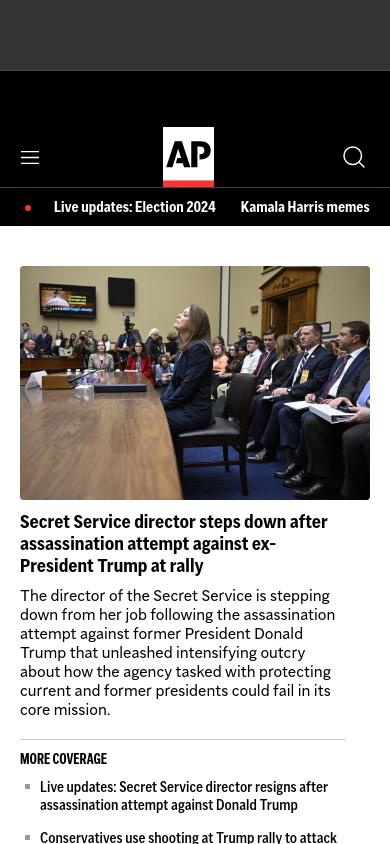 AP
Live updates: Election 2024 Kamala Harris memes
Secret Service director steps down after
assassination attempt against ex-
President Trump at rally
The director of the Secret Service is stepping
down from her job following the assassination
attempt against former President Donald
Trump that unleashed intensifying outcry
about how the agency tasked with protecting
current and former presidents could fail in its
core mission.
MORE COVERAGE
Live updates: Secret Service director resigns after
assassination attempt against Donald Trump
Conservatives use shooting at Trump rally to attack